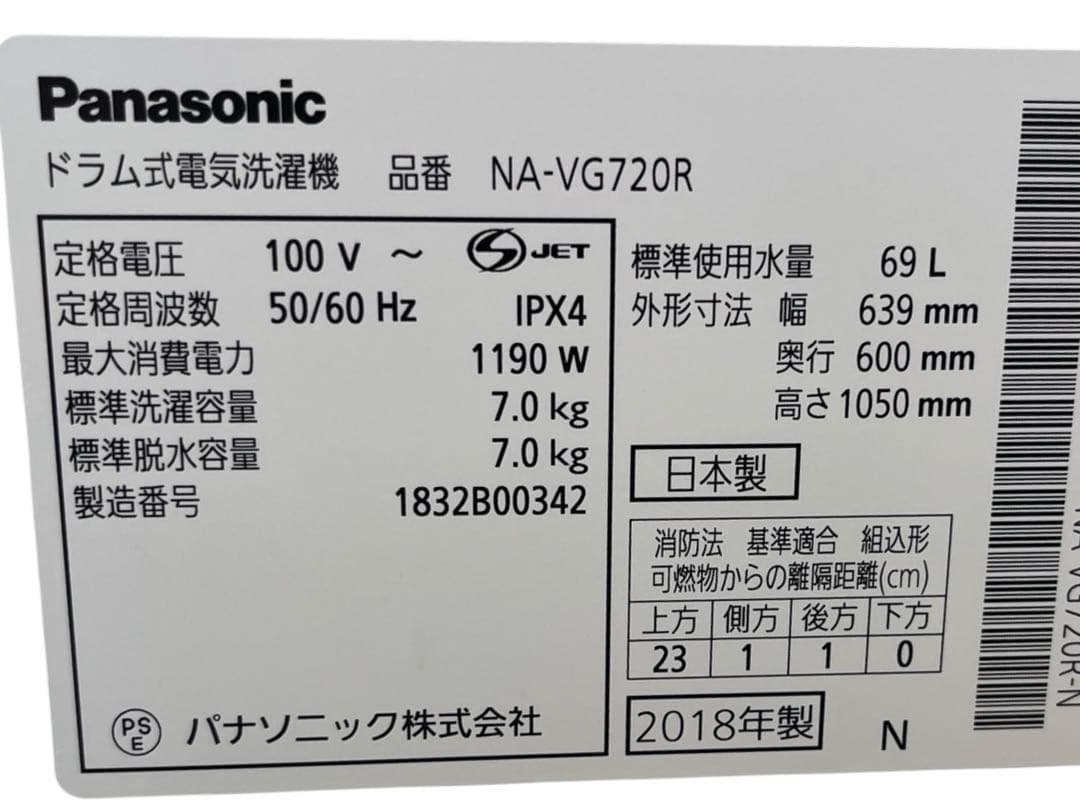 Panasonic
ドラム式電気洗濯機 品番 NA-VG720R
定格電圧 100 V ～ S JET
定格周波数 50/60 Hz IPX4
最大消費電力 1190 W
標準洗濯容量 7.0 kg
標準脱水容量 7.0 kg
製造番号 1832B00342
PS
E
パナソニック株式会社
標準使用水量 69 L
外形寸法 幅 639 mm
奥行 600 mm
高さ 1050 mm
日本製
消防法 基準適合 組込形
可燃物からの離隔距離(cm)
上方 側方 後方 下方
23 1 1 0
2018年製 N
NA-VG720R-N